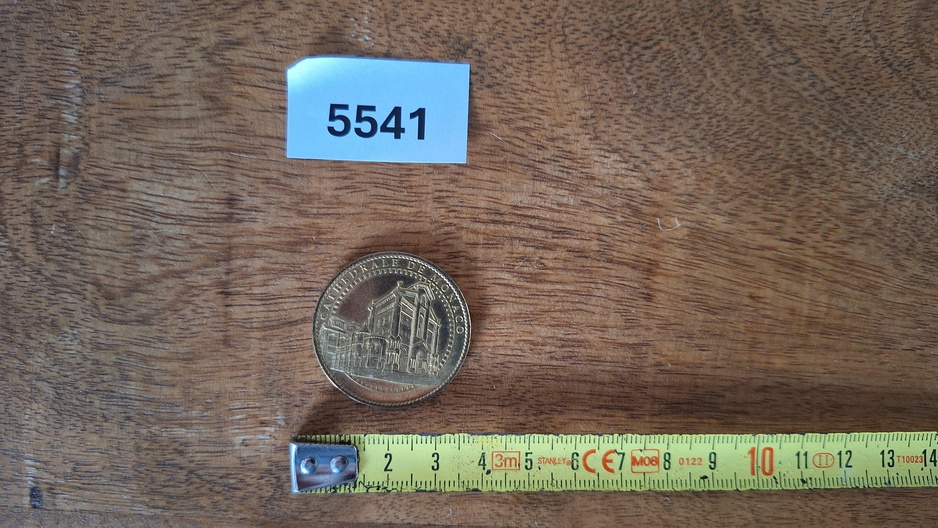 5541
CATHEDRALE DE MONACO
2 3 4 3m 5 STANLEY® 6 CE 7 M08 8 0122 9 10 11 II 12 13 T10023 14